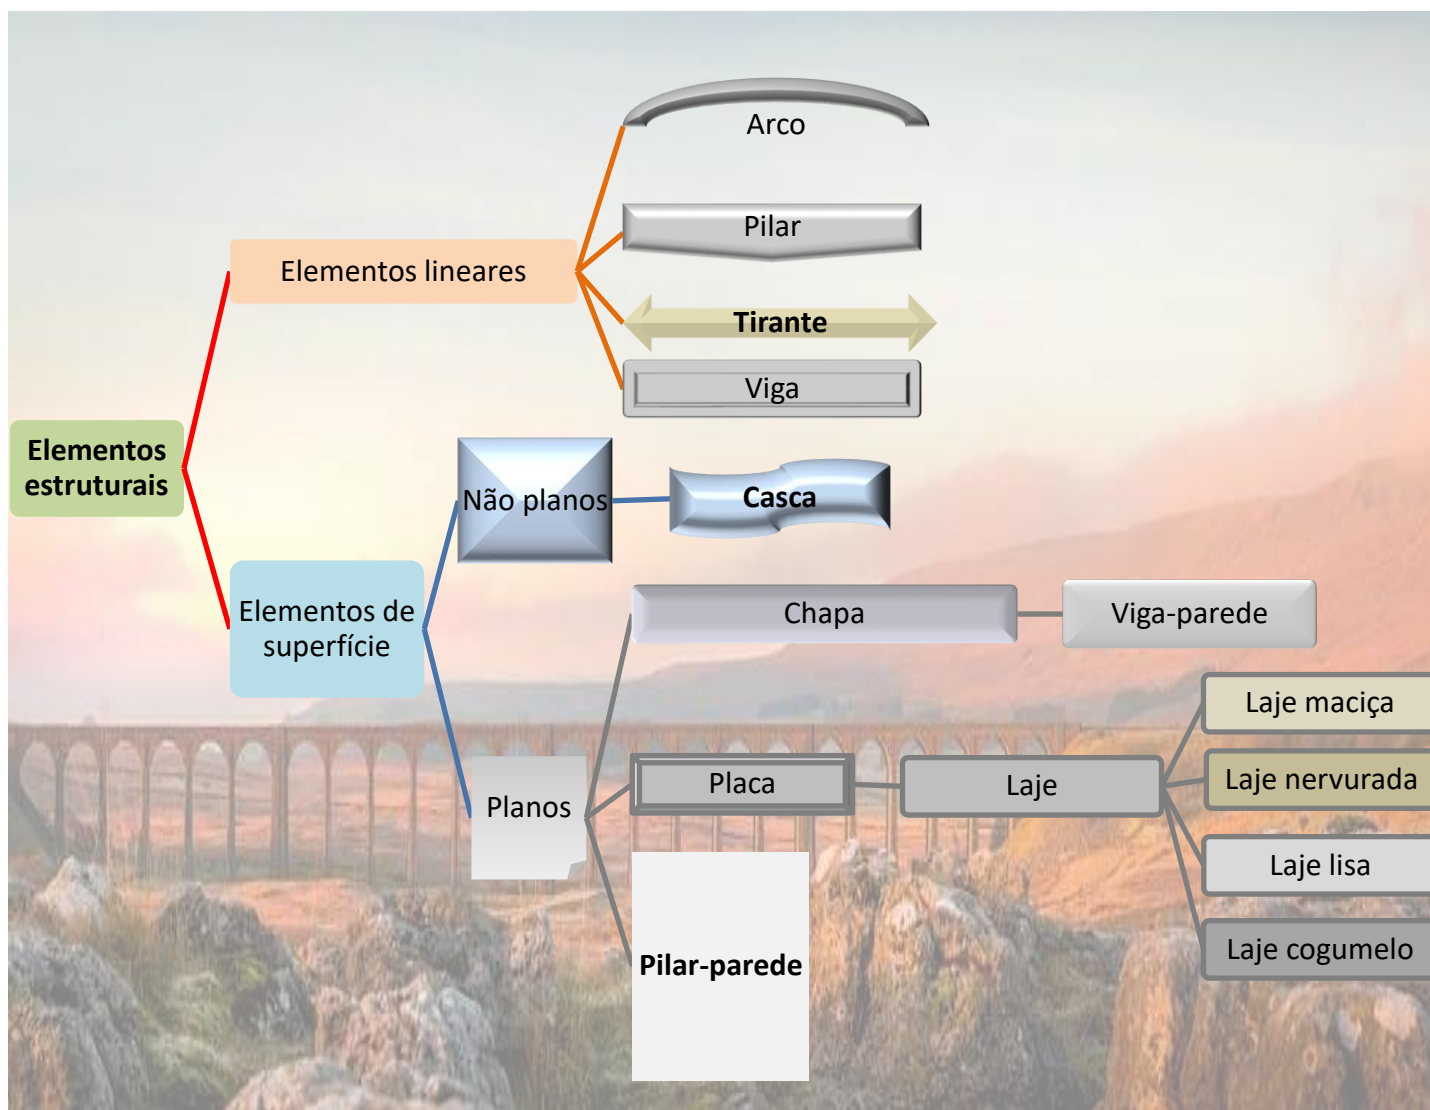 Arco
Pilar
Elementos lineares
Tirante
Viga
Elementos
estruturais
Não planos
Casca
Elementos de
superfície
Chapa
Viga-parede
Planos
Placa
Laje
Laje maciça
Laje nervurada
Laje lisa
Laje cogumelo
Pilar-parede